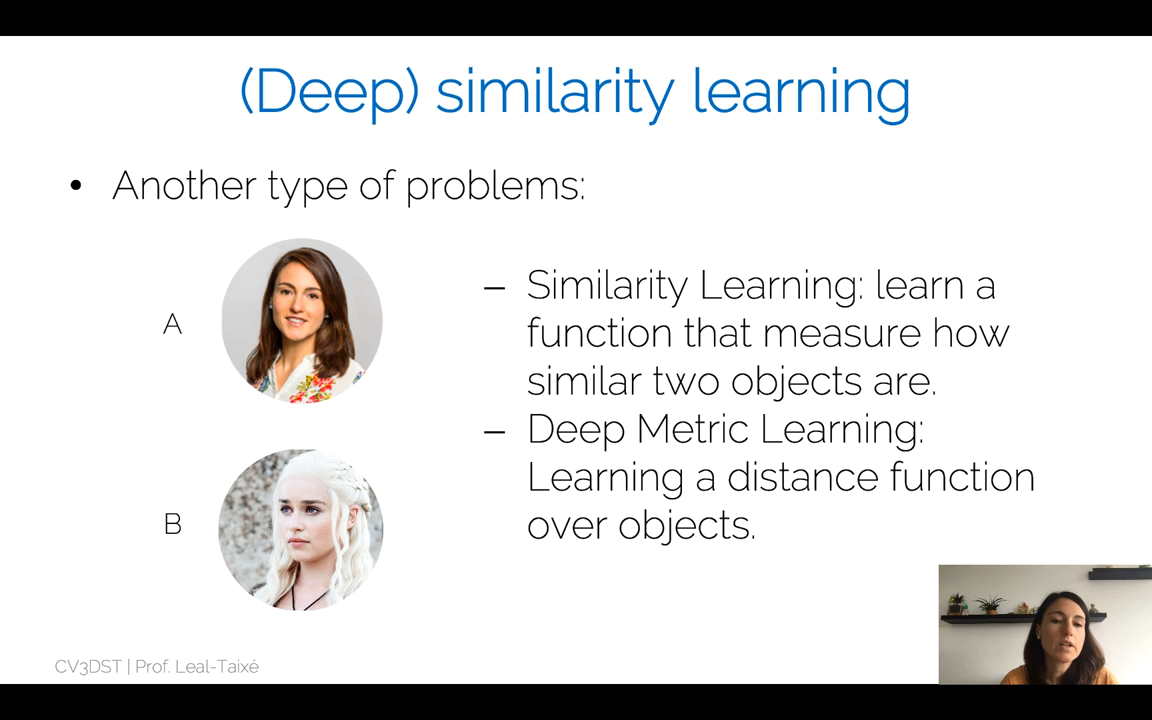 (Deep) similarity learning
• Another type of problems:
A
– Similarity Learning: learn a
function that measure how
similar two objects are.
– Deep Metric Learning:
Learning a distance function
over objects.
B
CV3DST | Prof. Leal-Taixé